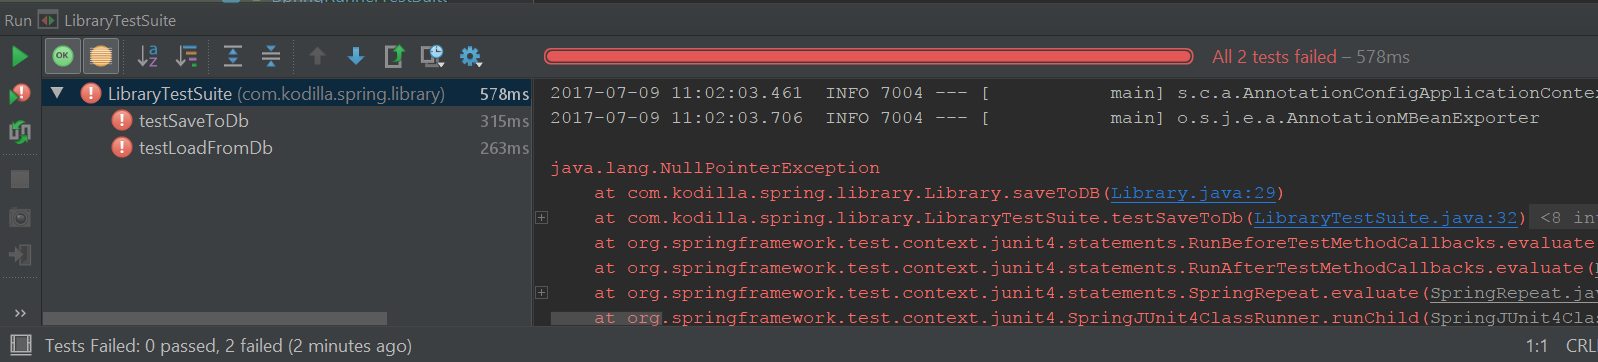 Run LibraryTestSuite
OK
All 2 tests failed – 578ms
LibraryTestSuite (com.kodilla.spring.library) 578ms
testSaveToDb 315ms
testLoadFromDb 263ms
2017-07-09 11:02:03.461 INFO 7004 --- [ main] s.c.a.AnnotationConfigApplicationConte
2017-07-09 11:02:03.706 INFO 7004 --- [ main] o.s.j.e.a.AnnotationMBeanExporter
java.lang.NullPointerException
at com.kodilla.spring.library.Library.saveToDB(Library.java:29)
at com.kodilla.spring.library.LibraryTestSuite.testSaveToDb(LibraryTestSuite.java:32) <8 int
at org.springframework.test.context.junit4.statements.RunBeforeTestMethodCallbacks.evaluate
at org.springframework.test.context.junit4.statements.RunAfterTestMethodCallbacks.evaluate(
at org.springframework.test.context.junit4.statements.SpringRepeat.evaluate(SpringRepeat.jav
at org.springframework.test.context.junit4.SpringJUnit4ClassRunner.runChild(SpringJUnit4Clas
Tests Failed: 0 passed, 2 failed (2 minutes ago)
1:1 CRL